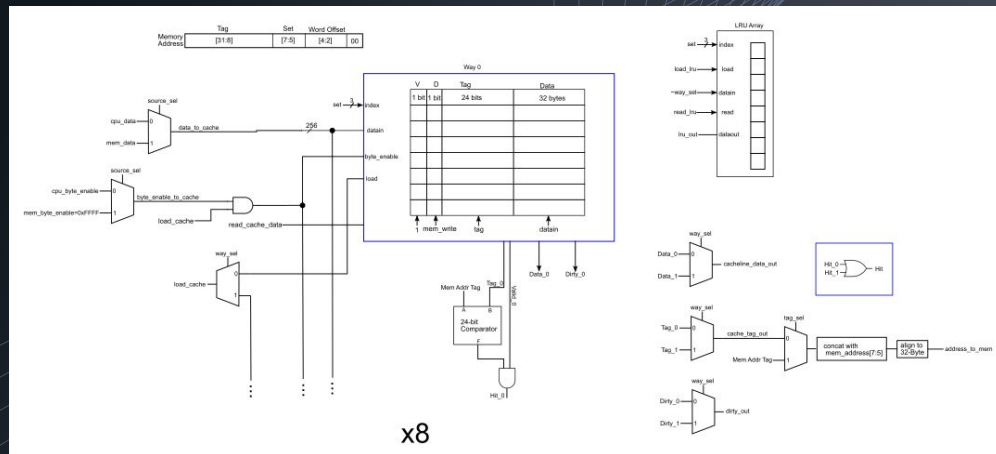 Tag Set Word Offset
Memory Address [31:8] [7:5] [4:2] 00
source_sel
cpu_data 0
mem_data 1
data_to_cache
256
source_sel
cpu_byte_enable 0
mem_byte_enable=0xFFFF 1
byte_enable_to_cache
load_cache
read_cache_data
way_sel
load_cache
0
1
Way 0
V D Tag Data
1 bit 1 bit 24 bits 32 bytes
set 3 index
datain
byte_enable
load
1 mem_write tag datain
Data_0 Dirty_0
Tag_0
Valid_0
Mem Addr Tag
A B
24-bit
Comparator
F
Hit_0
x8
LRU Array
set 3 index
load_lru load
~way_sel datain
read_lru read
lru_out dataout
way_sel
Data_0 0
Data_1 1
cacheline_data_out
Hit_0
Hit_1
Hit
way_sel
Tag_0 0
Tag_1 1
cache_tag_out
tag_sel
0
Mem Addr Tag 1
concat with
mem_address[7:5]
align to
32-Byte
address_to_mem
way_sel
Dirty_0 0
Dirty_1 1
dirty_out